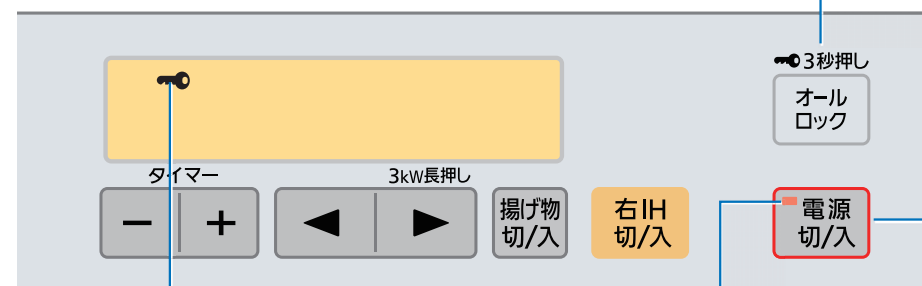 3秒押し
オール
ロック
タイマー
3kW長押し
− +
◀ ▶
揚げ物
切/入
右IH
切/入
電源
切/入